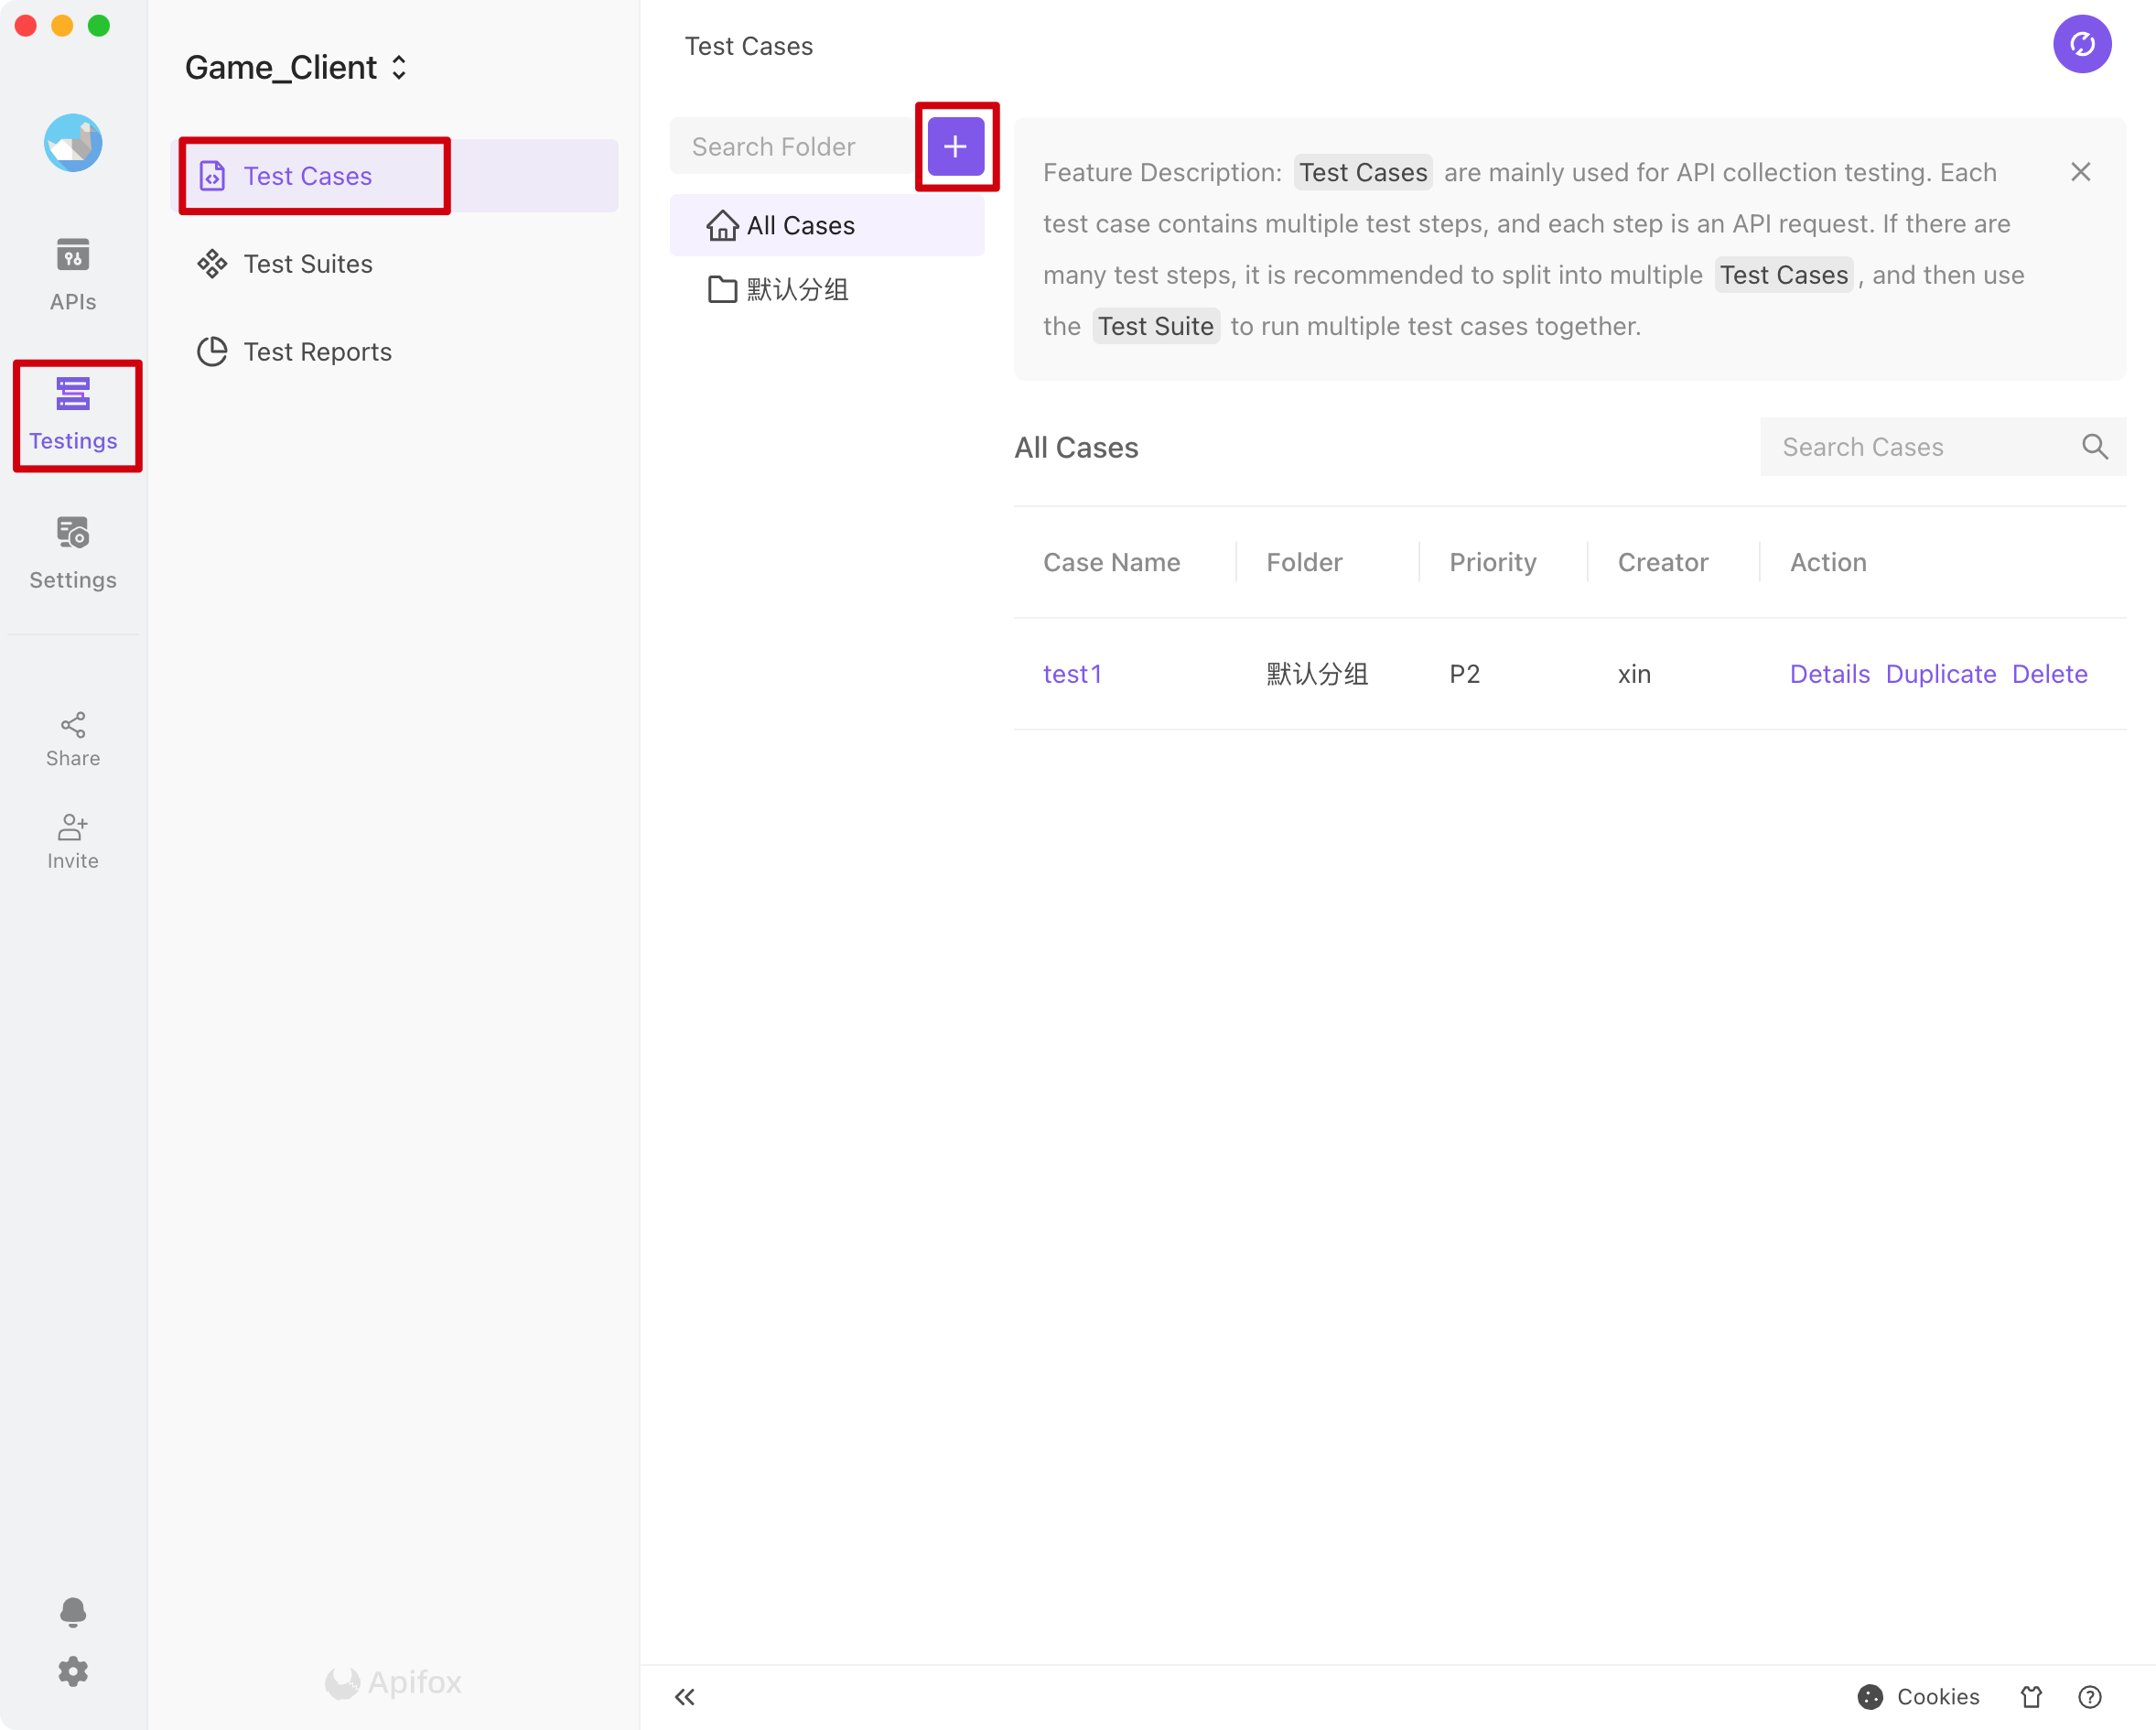 Game_Client
Test Cases
Test Suites
Test Reports
APIs
Testings
Settings
Share
Invite
Apifox
Test Cases
Search Folder
All Cases
默认分组
Feature Description: Test Cases are mainly used for API collection testing. Each
test case contains multiple test steps, and each step is an API request. If there are
many test steps, it is recommended to split into multiple Test Cases , and then use
the Test Suite to run multiple test cases together.
All Cases
Search Cases
Case Name Folder Priority Creator Action
test1 默认分组 P2 xin Details Duplicate Delete
Cookies